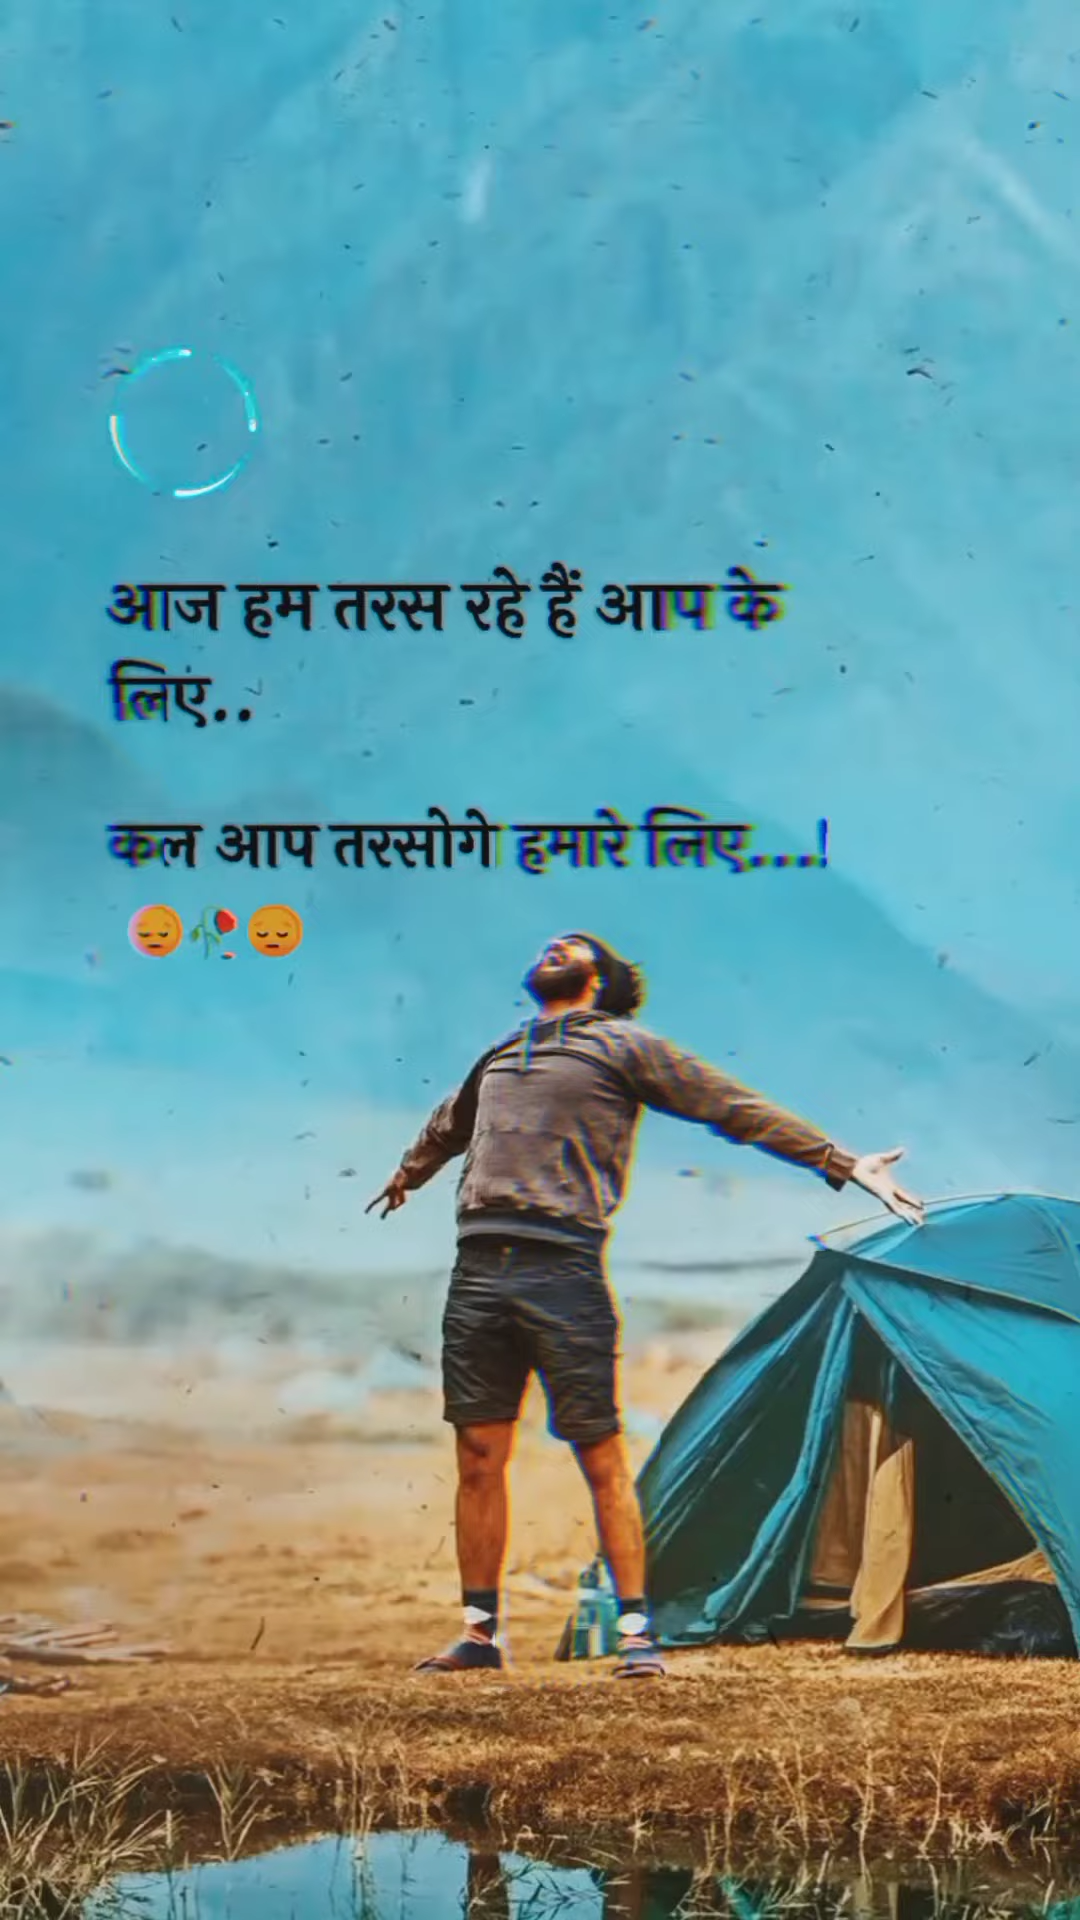 आज हम तरस रहे हैं आप के
लिए..
कल आप तरसोगे हमारे लिए...!
😔🥀😔